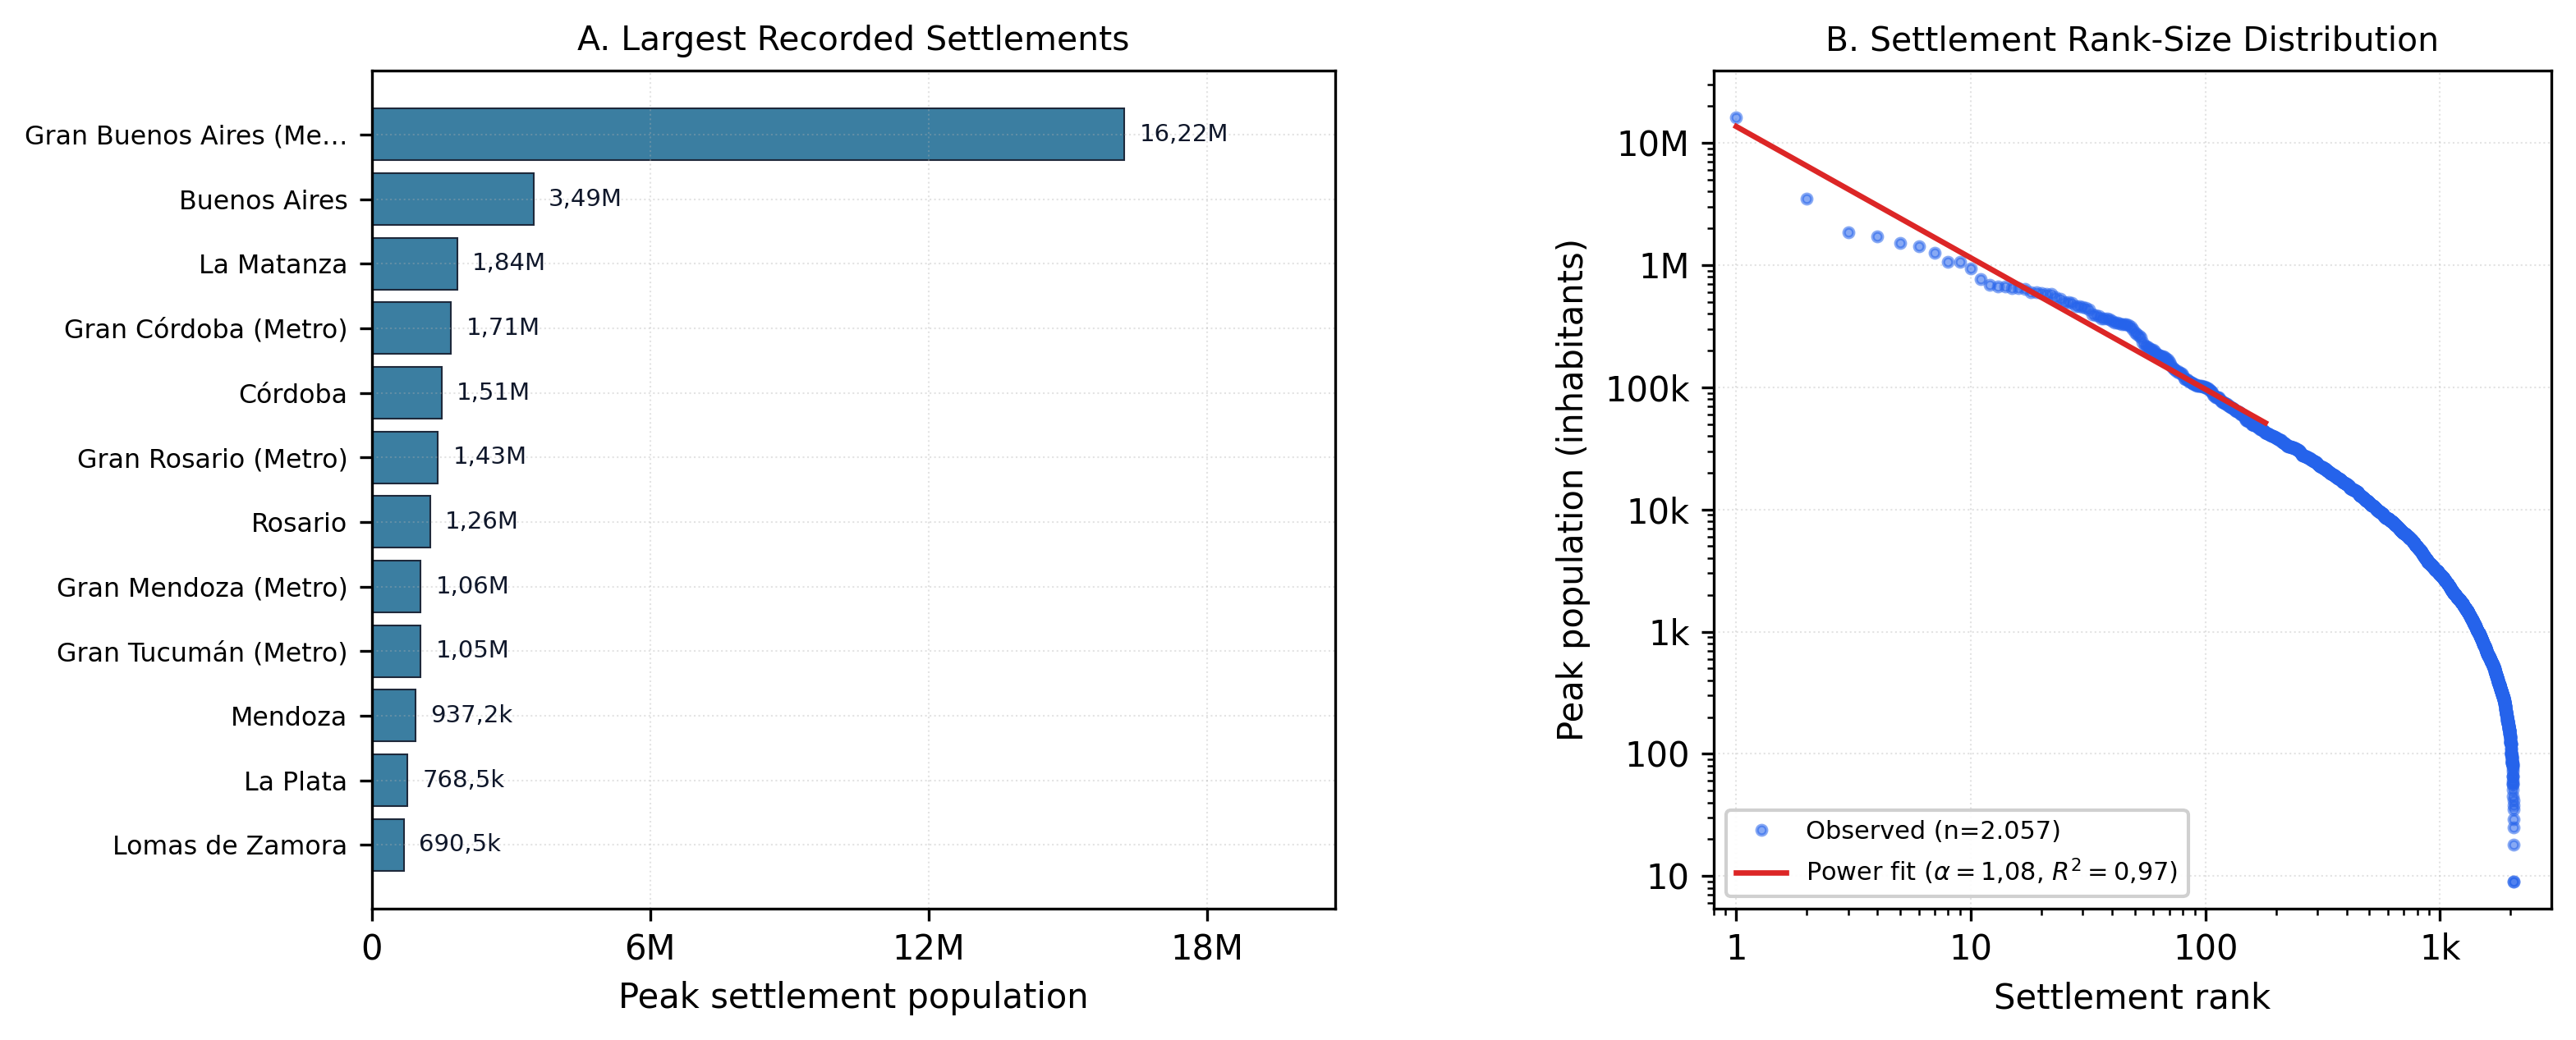 A. Largest Recorded Settlements
Gran Buenos Aires (Me...
16,22M
Buenos Aires
3,49M
La Matanza
1,84M
Gran Córdoba (Metro)
1,71M
Córdoba
1,51M
Gran Rosario (Metro)
1,43M
Rosario
1,26M
Gran Mendoza (Metro)
1,06M
Gran Tucumán (Metro)
1,05M
Mendoza
937,2k
La Plata
768,5k
Lomas de Zamora
690,5k
0 6M 12M 18M
Peak settlement population
B. Settlement Rank-Size Distribution
Peak population (inhabitants)
10M
1M
100k
10k
1k
100
10
Observed (n=2.057)
Power fit (α = 1,08, R² = 0,97)
1 10 100 1k
Settlement rank